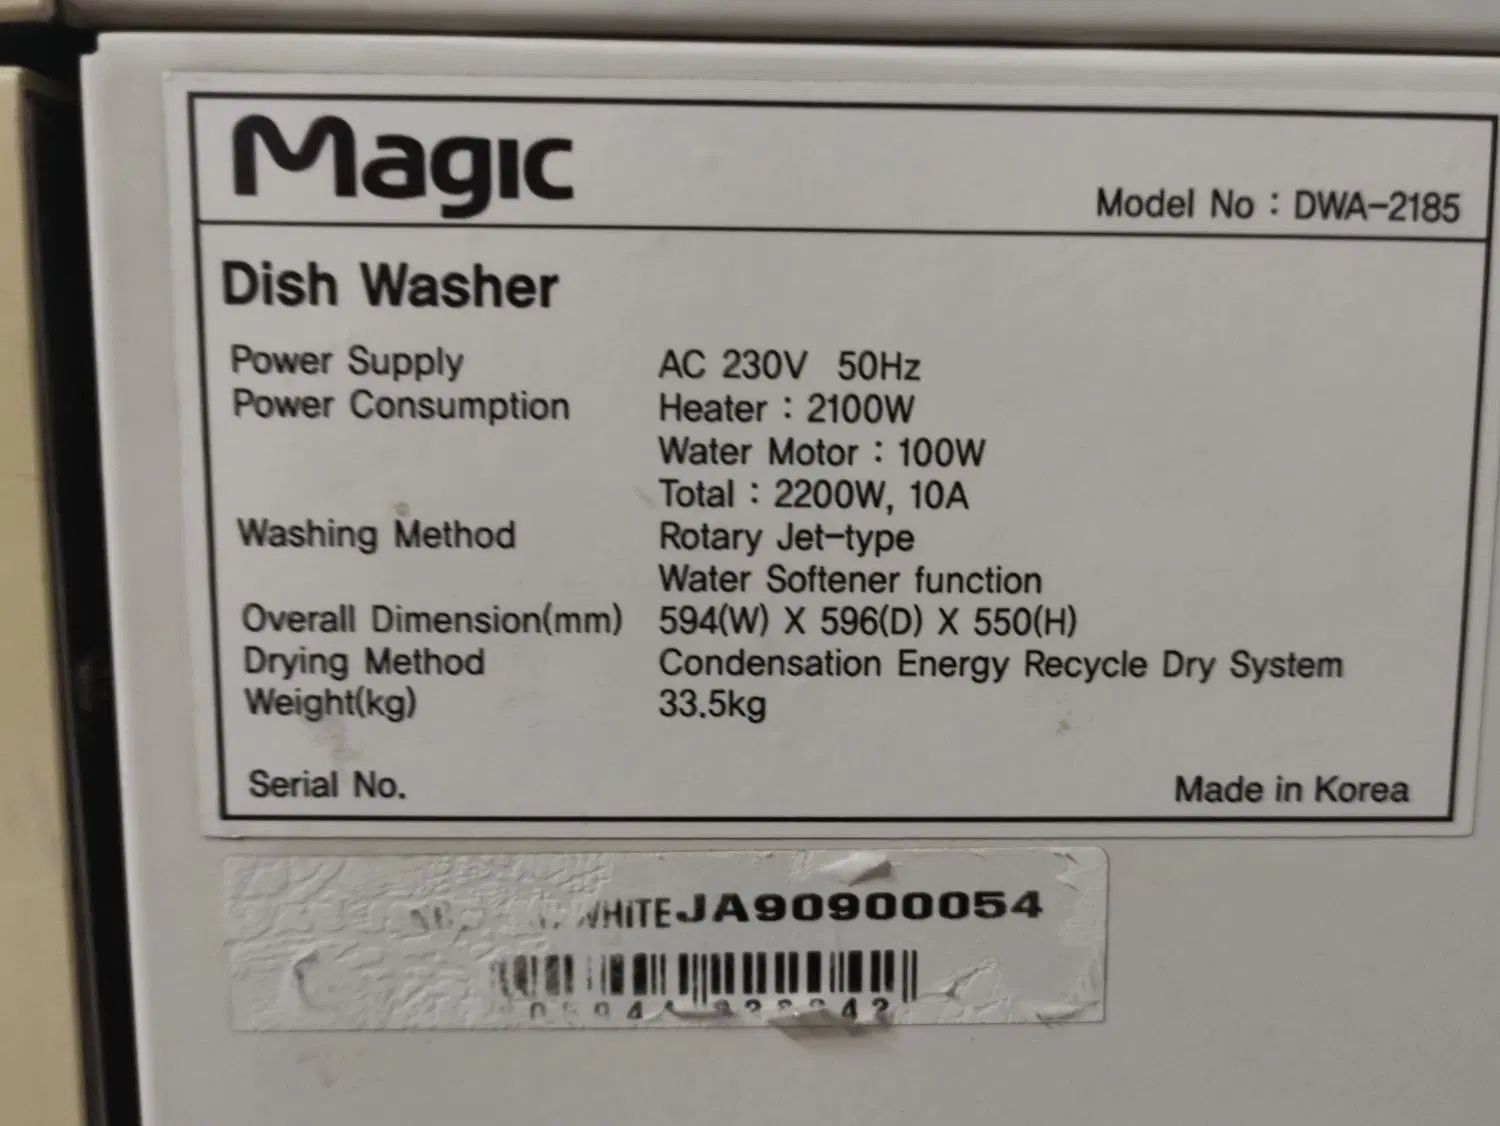 Magic
Model No : DWA-2185
Dish Washer
Power Supply AC 230V 50Hz
Power Consumption Heater : 2100W
Water Motor : 100W
Total : 2200W, 10A
Washing Method Rotary Jet-type
Water Softener function
Overall Dimension(mm) 594(W) X 596(D) X 550(H)
Drying Method Condensation Energy Recycle Dry System
Weight(kg) 33.5kg
Serial No. Made in Korea
WHITE JA90900054